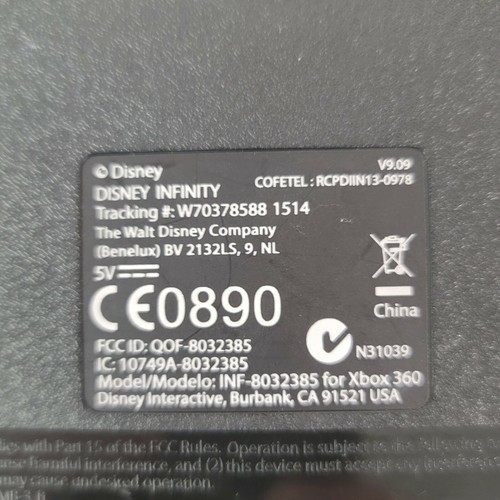 © Disney
V9.09
DISNEY INFINITY
COFETEL : RCPDIIN13-0978
Tracking #: W70378588 1514
The Walt Disney Company
(Benelux) BV 2132LS, 9, NL
5V
CE0890
China
FCC ID: QOF-8032385
N31039
IC: 10749A-8032385
Model/Modelo: INF-8032385 for Xbox 360
Disney Interactive, Burbank, CA 91521 USA
with Part 15 of the FCC Rules. Operation is subject
harmful interference, and (2) this device must accept any
may cause undesired operation.